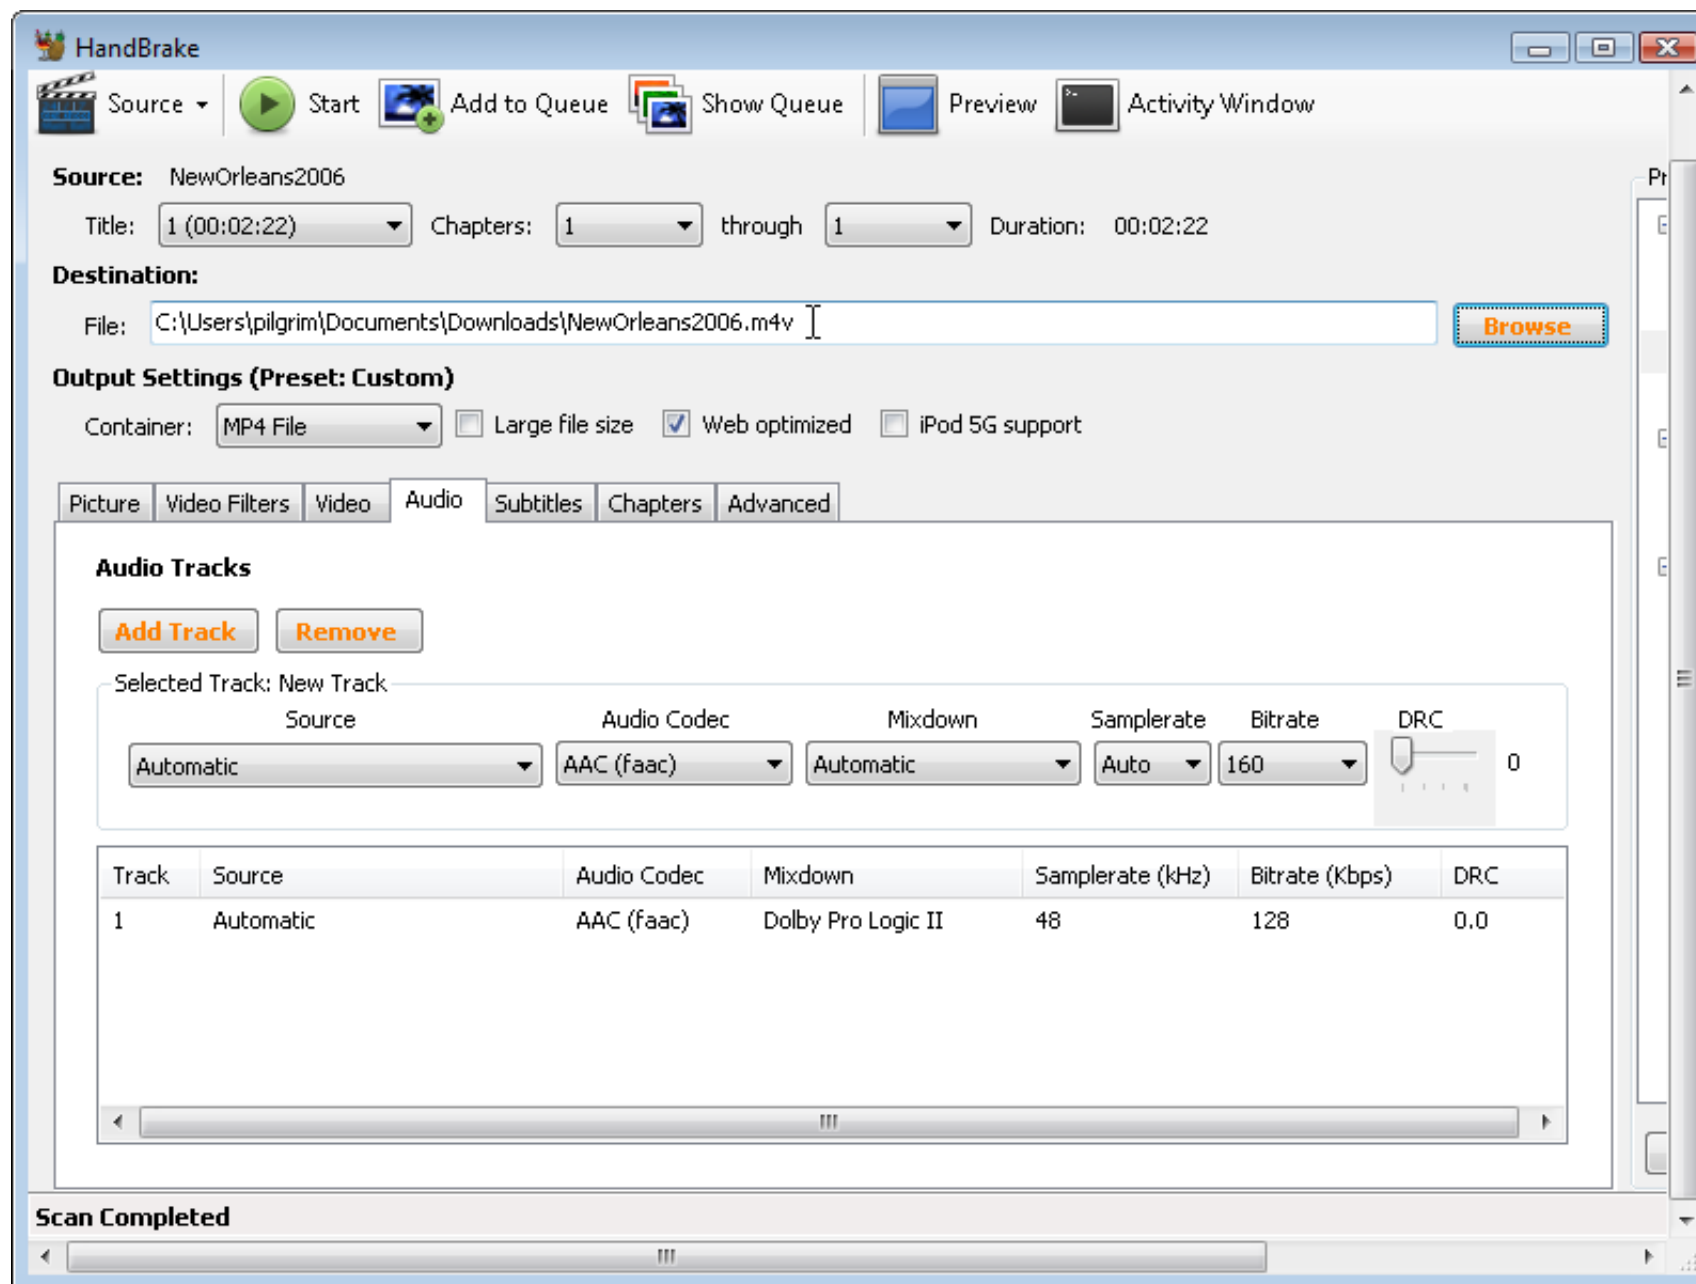 HandBrake
Source Start Add to Queue Show Queue Preview Activity Window
Source: NewOrleans2006
Title: 1 (00:02:22) Chapters: 1 through 1 Duration: 00:02:22
Destination:
File: C:\Users\pilgrim\Documents\Downloads\NewOrleans2006.m4v Browse
Output Settings (Preset: Custom)
Container: MP4 File Large file size Web optimized iPod 5G support
Picture Video Filters Video Audio Subtitles Chapters Advanced
Audio Tracks
Add Track Remove
Selected Track: New Track
Source Audio Codec Mixdown Samplerate Bitrate DRC
Automatic AAC (faac) Automatic Auto 160 0
Track Source Audio Codec Mixdown Samplerate (kHz) Bitrate (Kbps) DRC
1 Automatic AAC (faac) Dolby Pro Logic II 48 128 0.0
Scan Completed